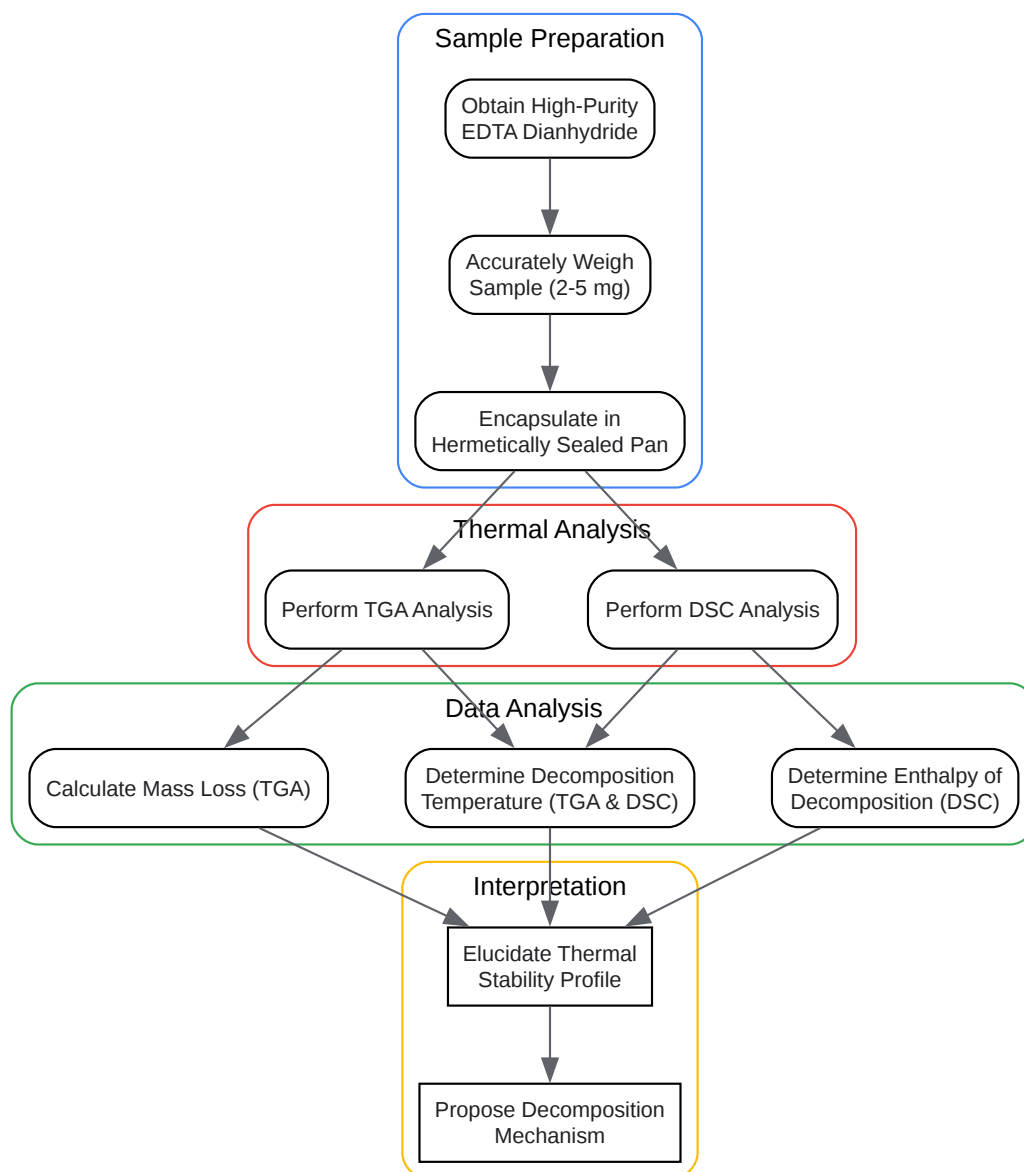 Sample Preparation
Obtain High-Purity
EDTA Dianhydride
Accurately Weigh
Sample (2-5 mg)
Encapsulate in
Hermetically Sealed Pan
Thermal Analysis
Perform TGA Analysis
Perform DSC Analysis
Data Analysis
Calculate Mass Loss (TGA)
Determine Decomposition
Temperature (TGA & DSC)
Determine Enthalpy of
Decomposition (DSC)
Interpretation
Elucidate Thermal
Stability Profile
Propose Decomposition
Mechanism